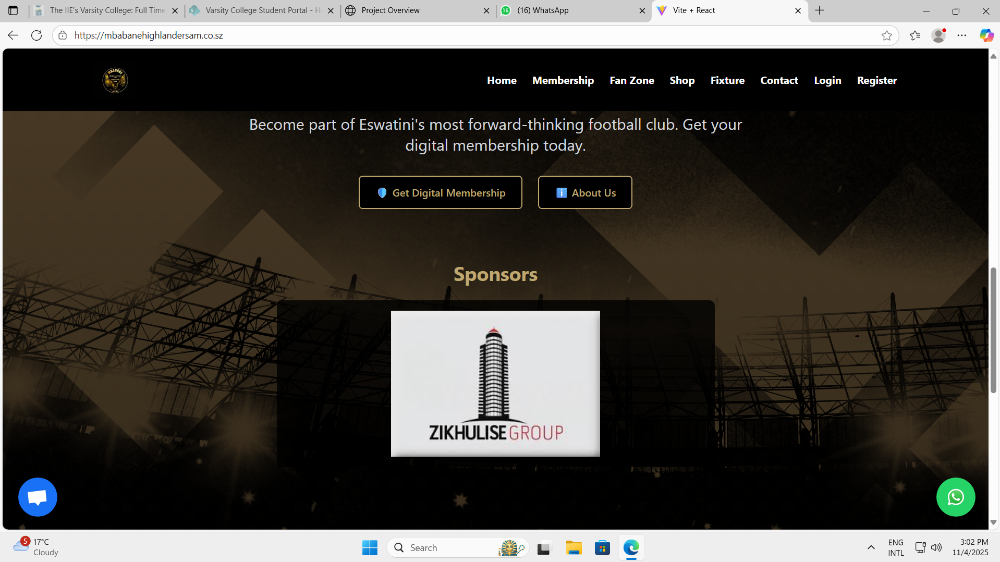 The IIE's Varsity College: Full Time
Varsity College Student Portal - H
Project Overview
(16) WhatsApp
Vite + React
https://mbabanehighlandersam.co.sz
MBABANE
Home
Membership
Fan Zone
Shop
Fixture
Contact
Login
Register
Become part of Eswatini's most forward-thinking football club. Get your
digital membership today.
Get Digital Membership
About Us
Sponsors
ZIKHULISE GROUP
5
17°C
Cloudy
Search
ENG
INTL
3:02 PM
11/4/2025